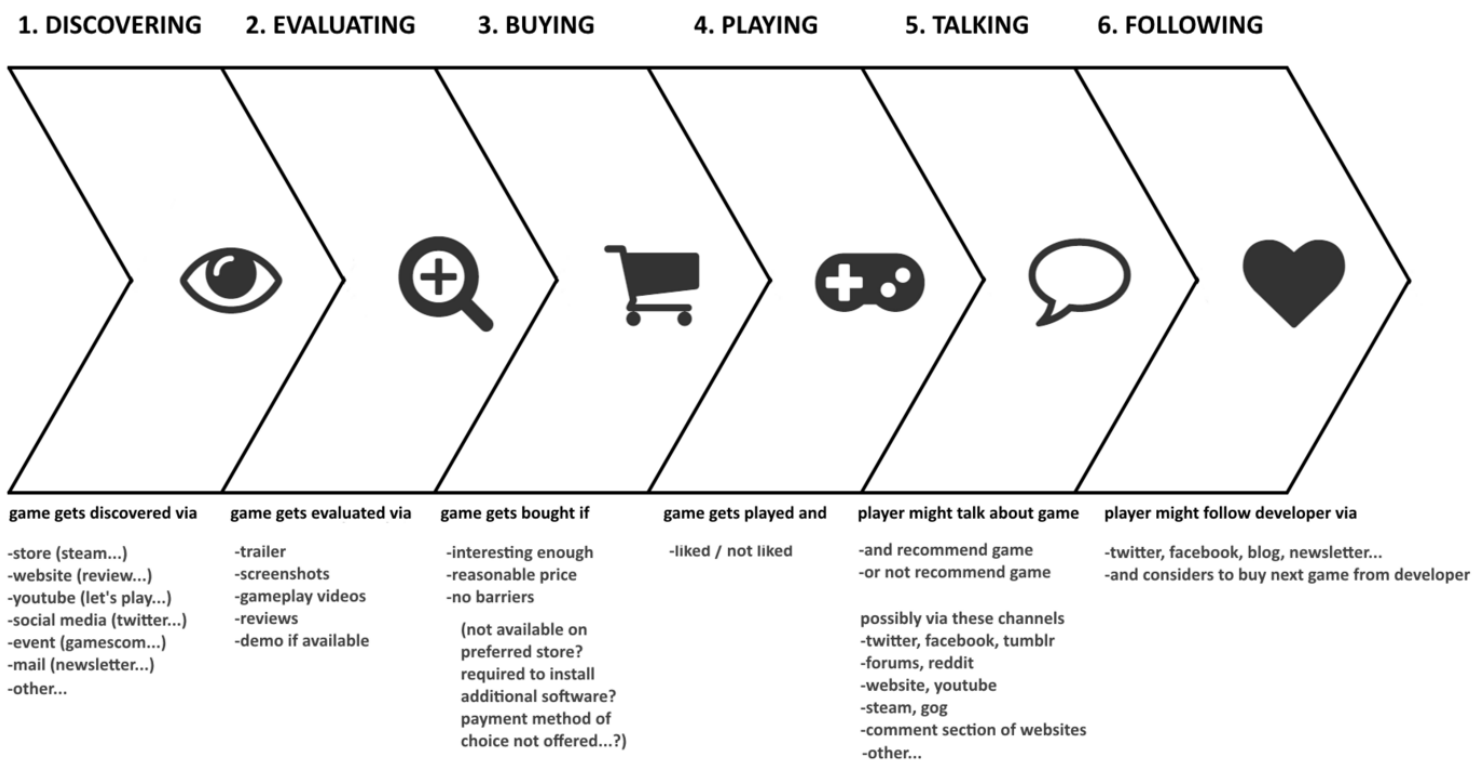 1. DISCOVERING
2. EVALUATING
3. BUYING
4. PLAYING
5. TALKING
6. FOLLOWING
game gets discovered via
-store (steam...)
-website (review...)
-youtube (let's play...)
-social media (twitter...)
-event (gamescom...)
-mail (newsletter...)
-other...
game gets evaluated via
-trailer
-screenshots
-gameplay videos
-reviews
-demo if available
game gets bought if
-interesting enough
-reasonable price
-no barriers
(not available on
preferred store?
required to install
additional software?
payment method of
choice not offered...?)
game gets played and
-liked / not liked
player might talk about game
-and recommend game
-or not recommend game
possibly via these channels
-twitter, facebook, tumblr
-forums, reddit
-website, youtube
-steam, gog
-comment section of websites
-other...
player might follow developer via
-twitter, facebook, blog, newsletter...
-and considers to buy next game from developer